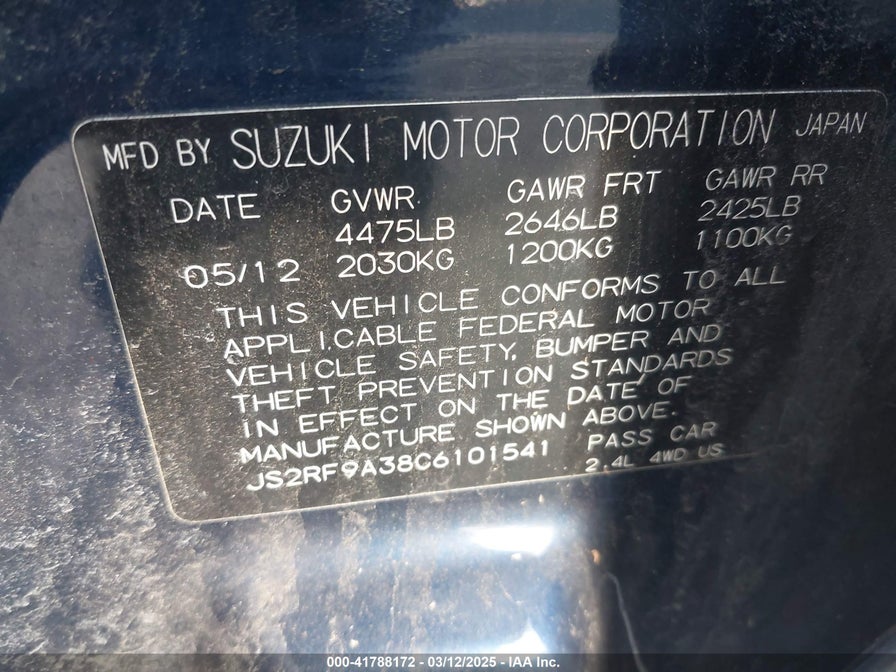 MFD BY SUZUKI MOTOR CORPORATION JAPAN
DATE GVWR GAWR FRT GAWR RR
4475LB 2646LB 2425LB
05/12 2030KG 1200KG 1100KG
THIS VEHICLE CONFORMS TO ALL
APPLICABLE FEDERAL MOTOR
VEHICLE SAFETY, BUMPER AND
THEFT PREVENTION STANDARDS
IN EFFECT ON THE DATE OF
MANUFACTURE SHOWN ABOVE.
JS2RF9A38C6101541 PASS CAR
2.4L 4WD US
000-41788172 - 03/12/2025 - IAA Inc.